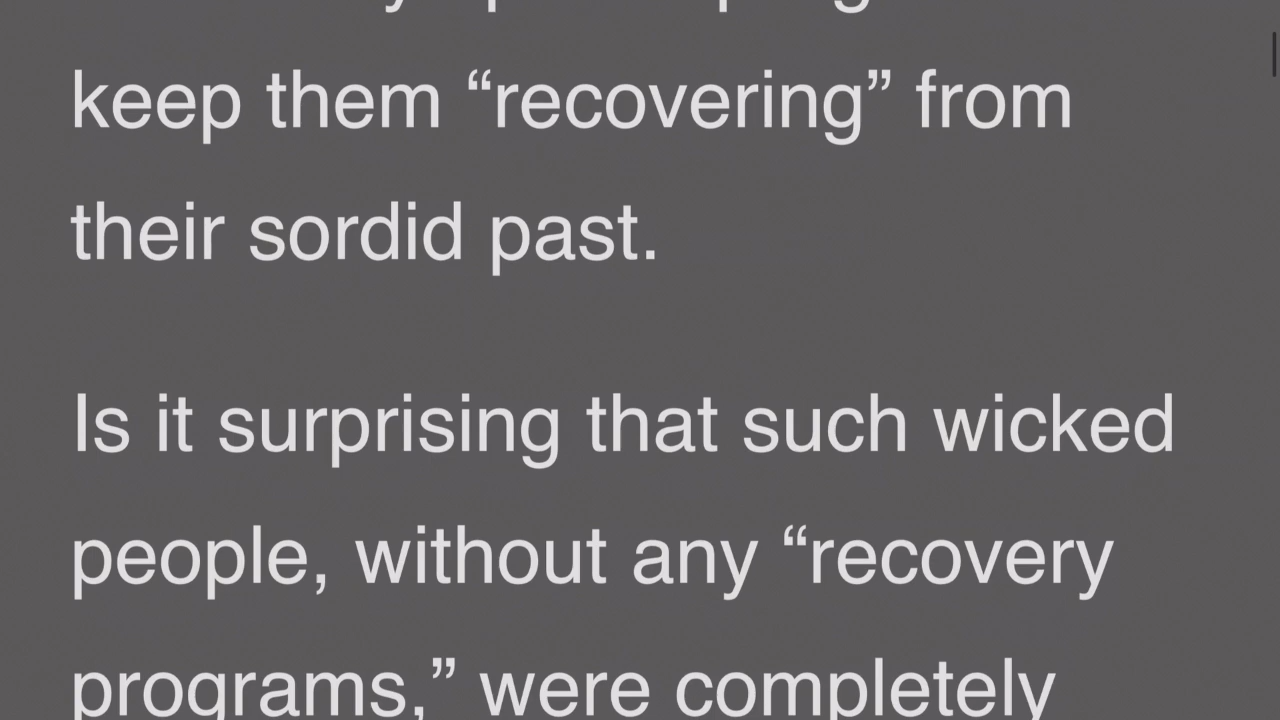 keep them “recovering” from
their sordid past.
Is it surprising that such wicked
people, without any “recovery
programs,” were completely